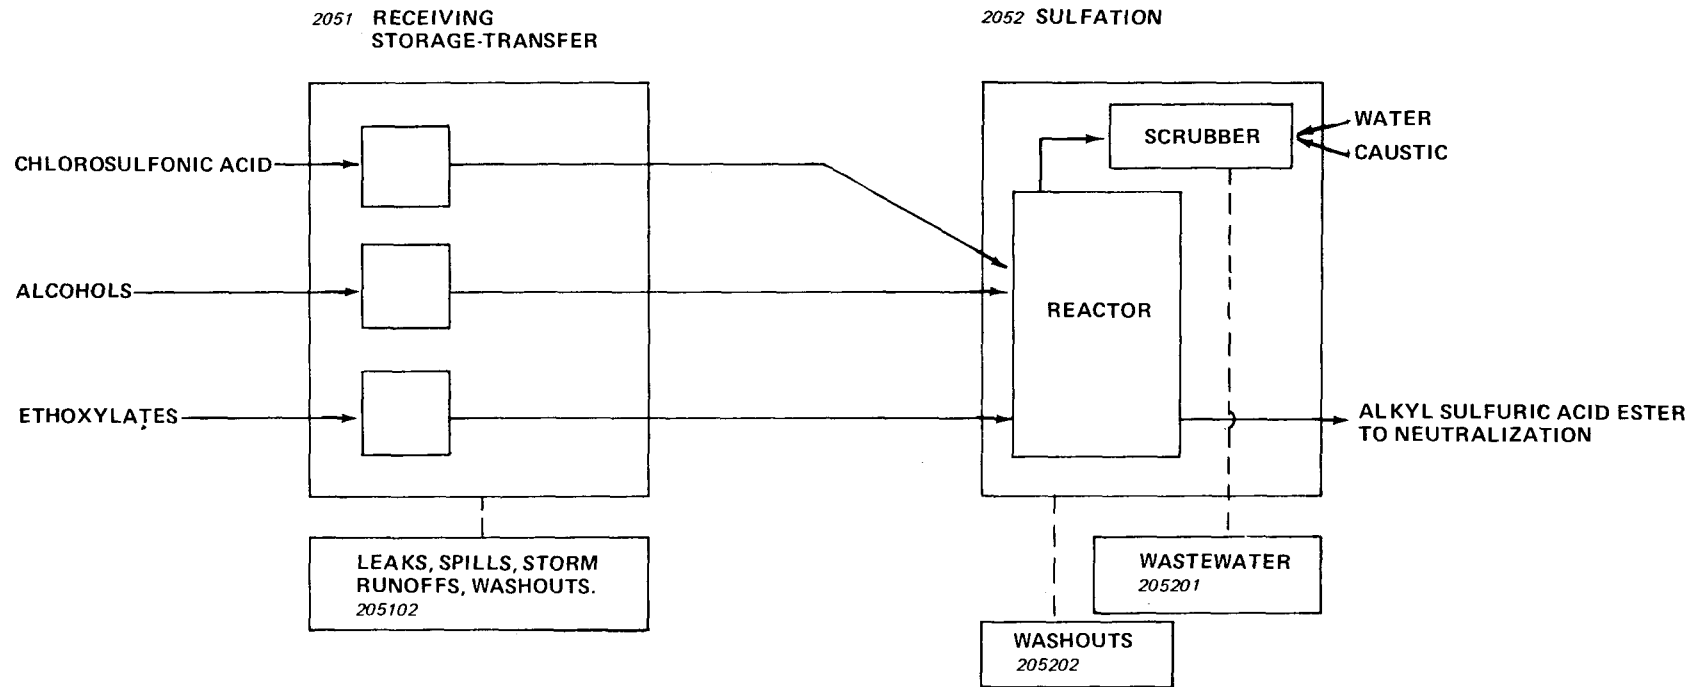 2051 RECEIVING
STORAGE-TRANSFER
2052 SULFATION
CHLOROSULFONIC ACID
ALCOHOLS
ETHOXYLATES
SCRUBBER
WATER
CAUSTIC
REACTOR
ALKYL SULFURIC ACID ESTER
TO NEUTRALIZATION
LEAKS, SPILLS, STORM
RUNOFFS, WASHOUTS.
205102
WASTEWATER
205201
WASHOUTS
205202